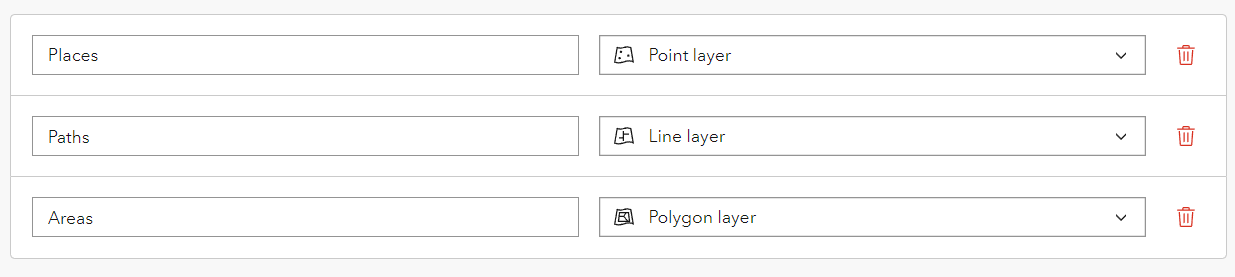 Places Point layer
Paths Line layer
Areas Polygon layer